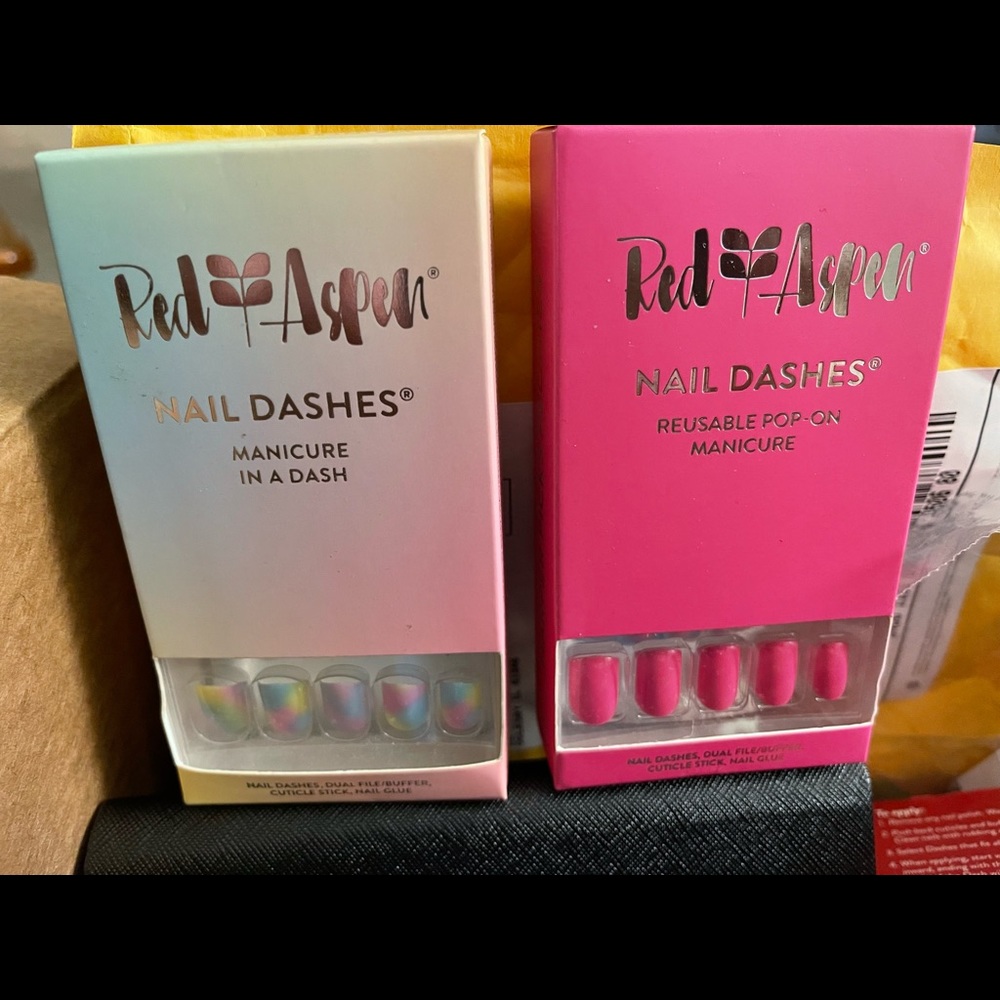 Red Aspen®
NAIL DASHES®
MANICURE
IN A DASH
NAIL DASHES, DUAL FILE/BUFFER,
CUTICLE STICK, NAIL GLUE
Red Aspen®
NAIL DASHES®
REUSABLE POP-ON
MANICURE
NAIL DASHES, DUAL FILE/BUFFER,
CUTICLE STICK, NAIL GLUE
To apply: